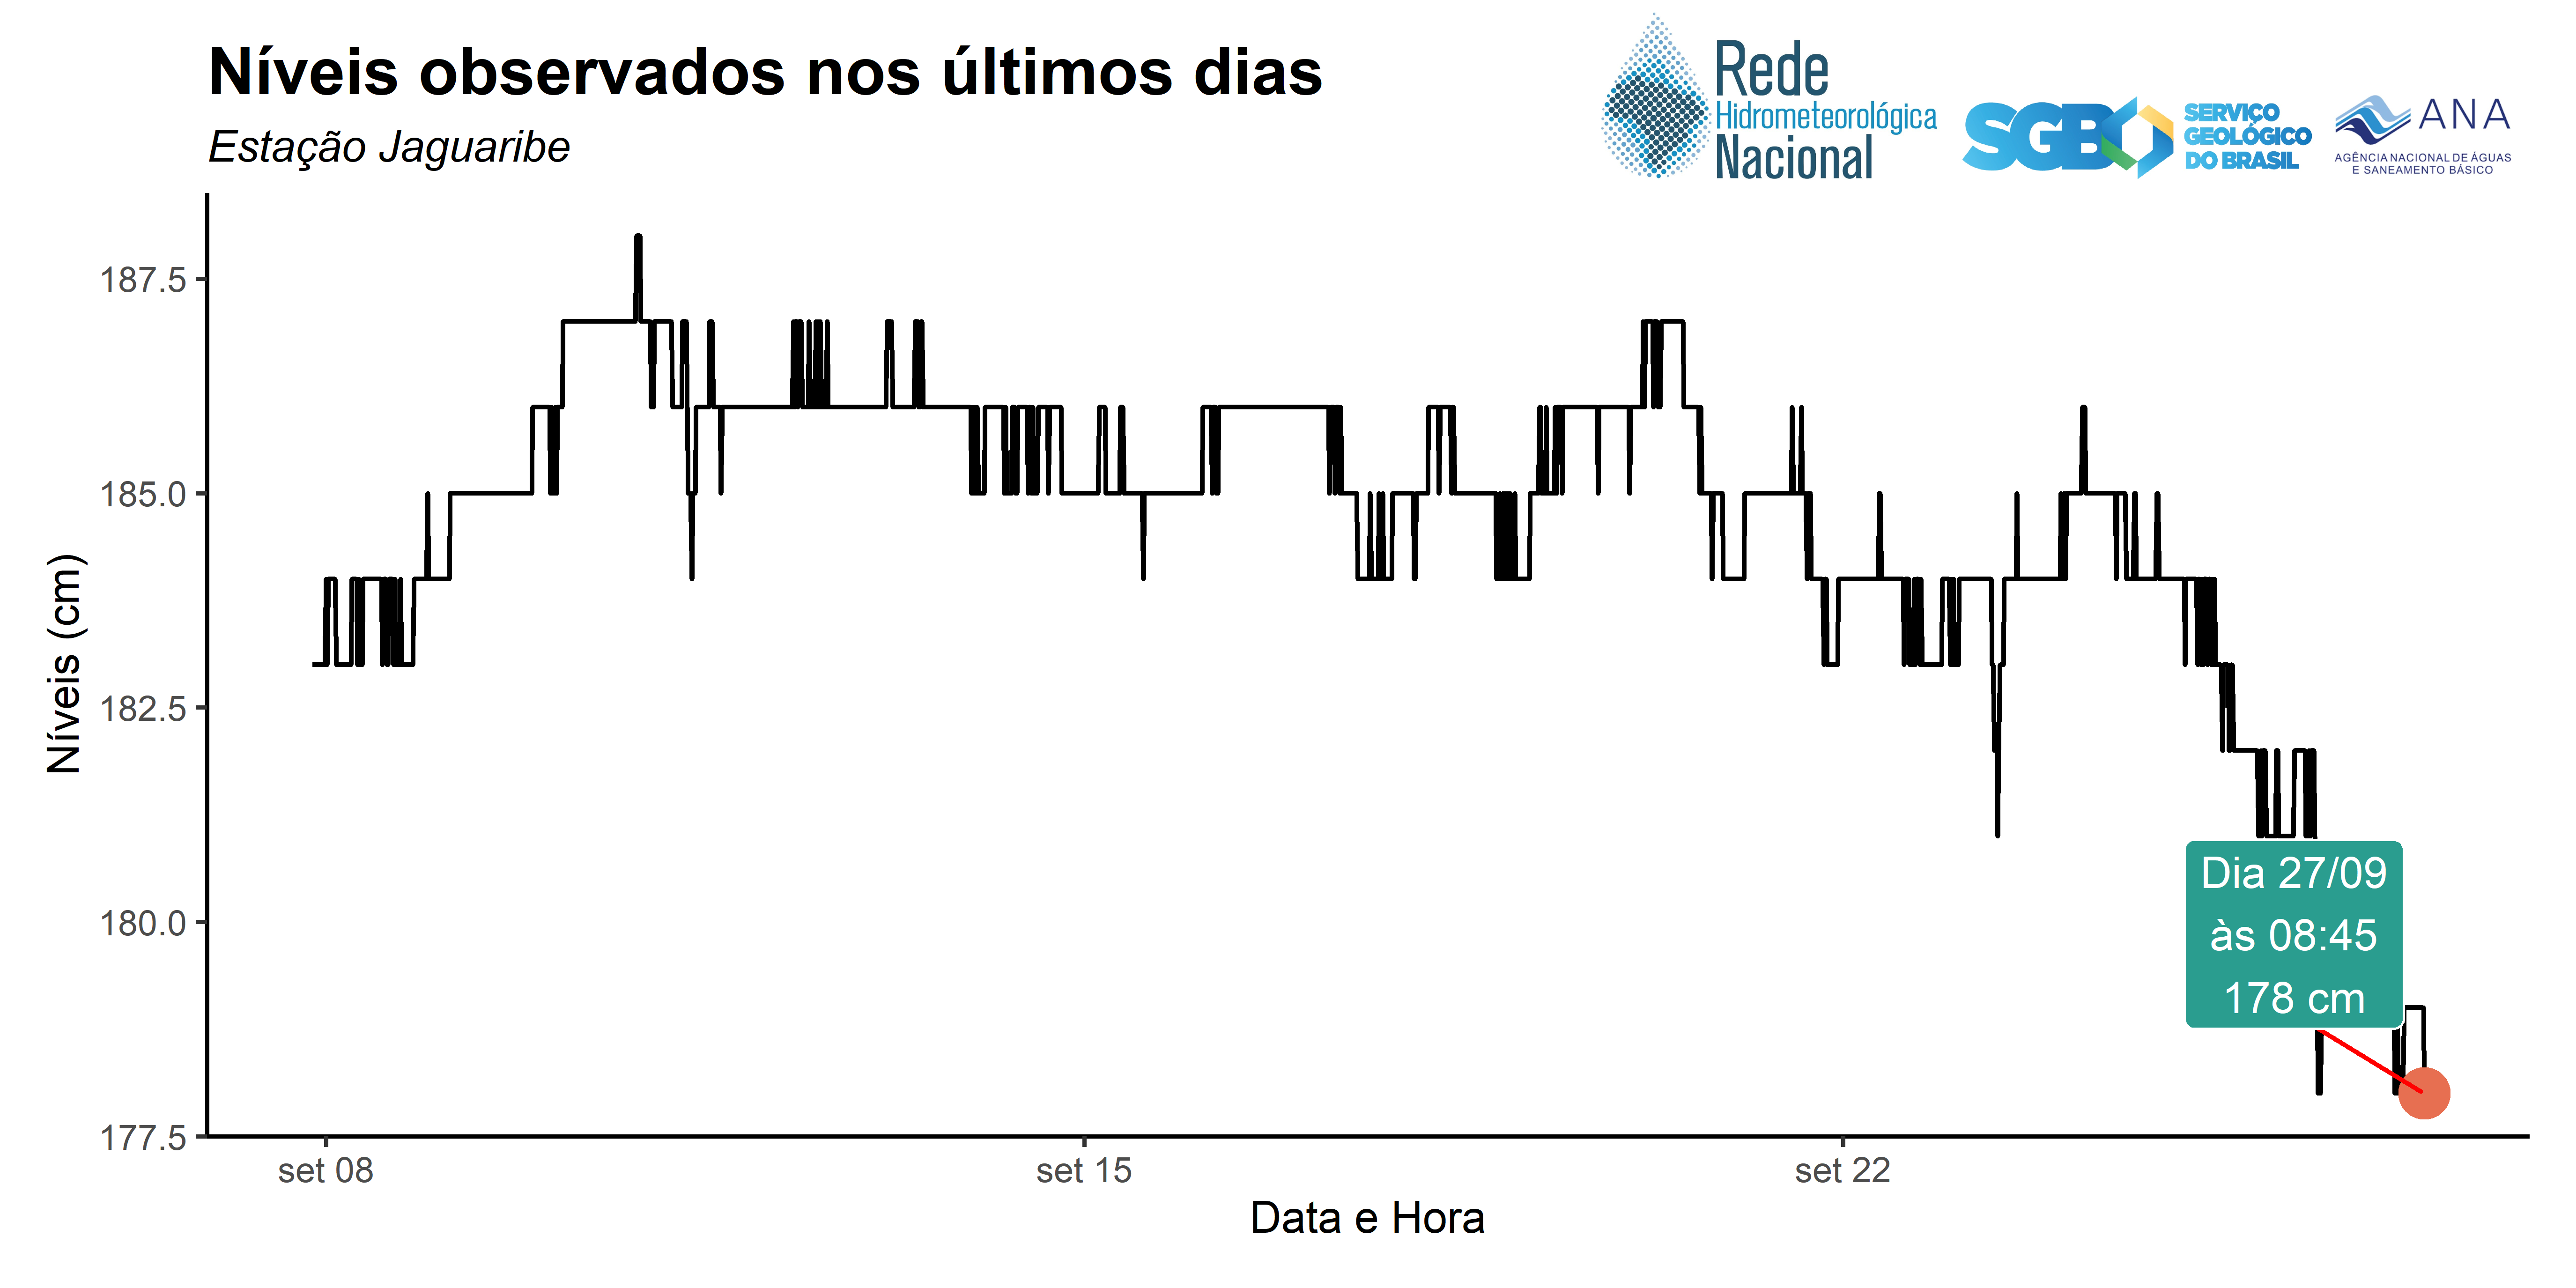 Níveis observados nos últimos dias
Estação Jaguaribe
Rede
Hidrometeorológica
Nacional
SGB
SERVIÇO
GEOLÓGICO
DO BRASIL
ANA
AGÊNCIA NACIONAL DE ÁGUAS
E SANEAMENTO BÁSICO
Níveis (cm)
187.5
185.0
182.5
180.0
177.5
Dia 27/09
às 08:45
178 cm
set 08
set 15
set 22
Data e Hora